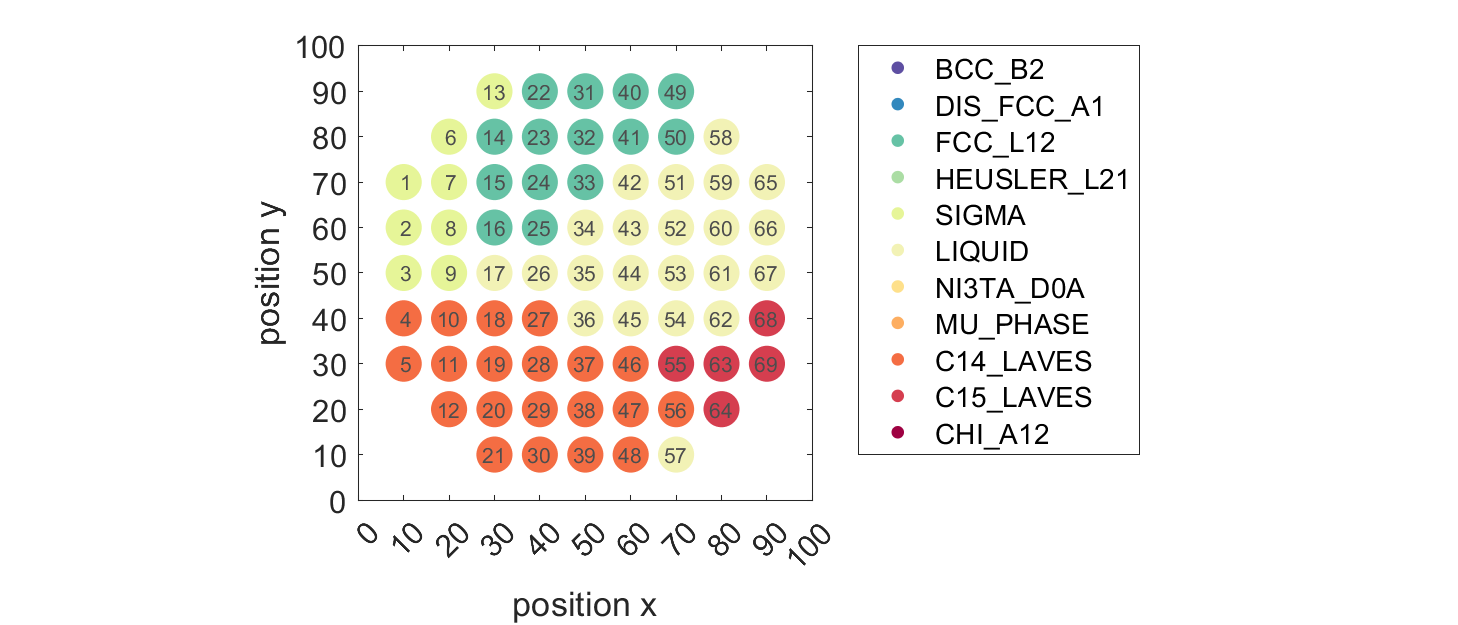 100
90 13 22 31 40 49
80 6 14 23 32 41 50 58
70 1 7 15 24 33 42 51 59 65
60 2 8 16 25 34 43 52 60 66
50 3 9 17 26 35 44 53 61 67
40 4 10 18 27 36 45 54 62 68
30 5 11 19 28 37 46 55 63 69
20 12 20 29 38 47 56 64
10 21 30 39 48 57
0
position y
0 10 20 30 40 50 60 70 80 90 100
position x
BCC_B2
DIS_FCC_A1
FCC_L12
HEUSLER_L21
SIGMA
LIQUID
NI3TA_D0A
MU_PHASE
C14_LAVES
C15_LAVES
CHI_A12